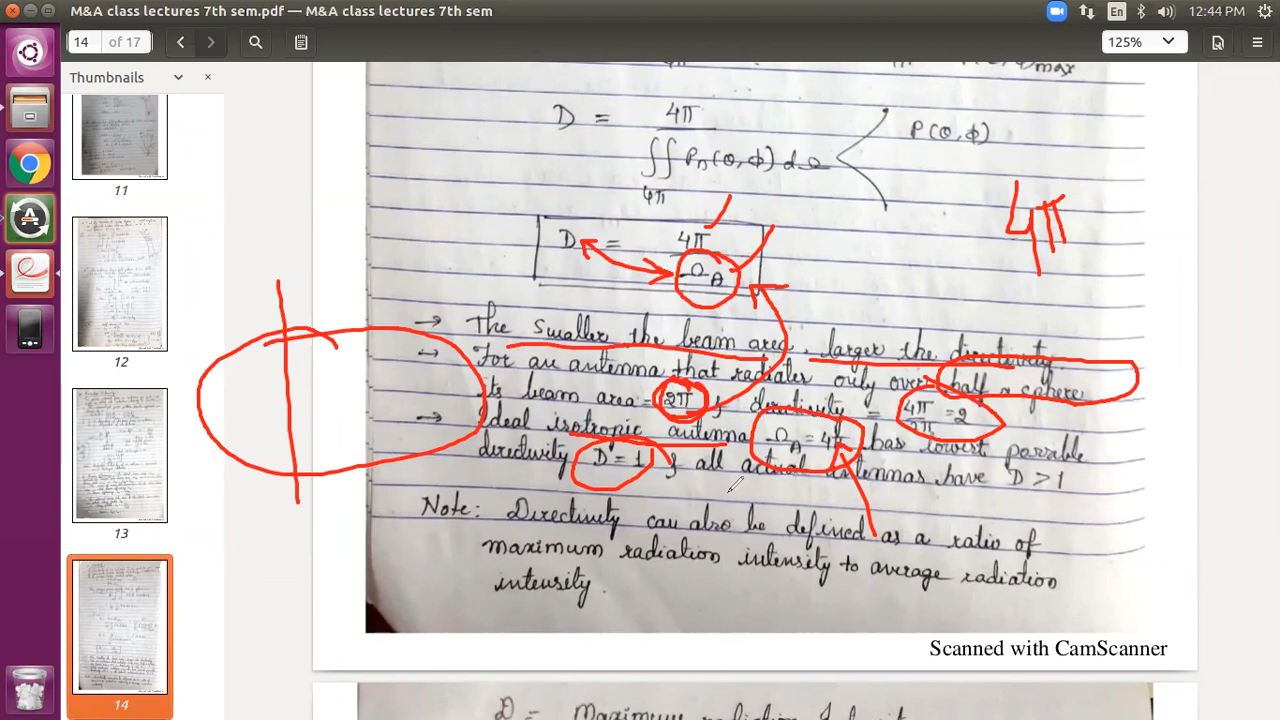 M&A class lectures 7th sem.pdf — M&A class lectures 7th sem
En
12:44 PM
14 of 17
125%
Thumbnails
11
12
13
14
max
D = 4π
∬ Pn(θ,ϕ) dΩ
4π
P(θ,ϕ)
4π
D = 4π
ΩA
→ The smaller the beam area, larger the directivity.
→ For an antenna that radiates only over half a sphere
its beam area = 2π & directivity = 4π/2π = 2
→ Ideal isotropic antenna ΩA = 4π has lowest possible
directivity D = 1 & all actual antennas have D > 1
Note: Directivity can also be defined as a ratio of
maximum radiation intensity to average radiation
intensity.
Scanned with CamScanner
D = Maximum radiation